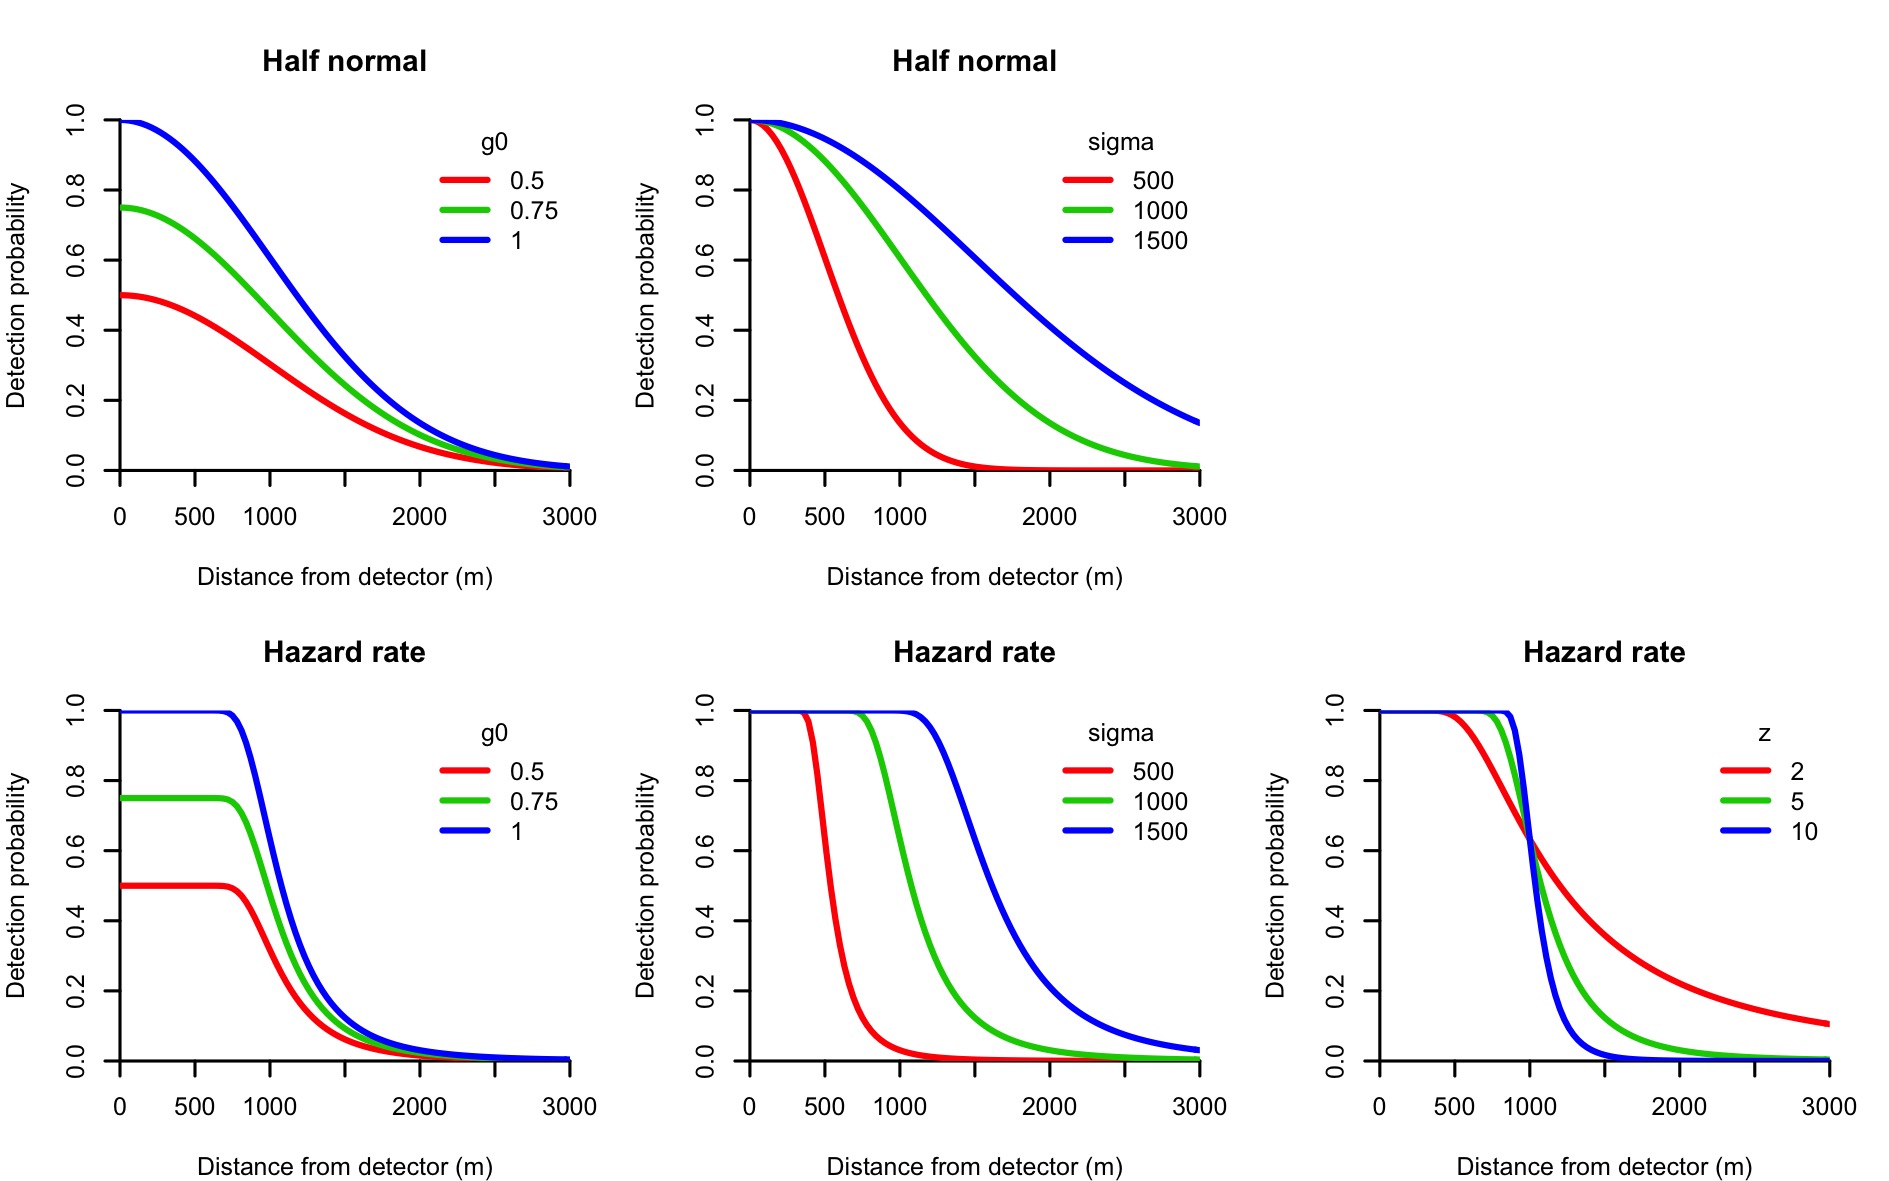 Half normal
Detection probability
0.0 0.2 0.4 0.6 0.8 1.0
g0
0.5
0.75
1
0 500 1000 2000 3000
Distance from detector (m)
Half normal
Detection probability
0.0 0.2 0.4 0.6 0.8 1.0
sigma
500
1000
1500
0 500 1000 2000 3000
Distance from detector (m)
Hazard rate
Detection probability
0.0 0.2 0.4 0.6 0.8 1.0
g0
0.5
0.75
1
0 500 1000 2000 3000
Distance from detector (m)
Hazard rate
Detection probability
0.0 0.2 0.4 0.6 0.8 1.0
sigma
500
1000
1500
0 500 1000 2000 3000
Distance from detector (m)
Hazard rate
Detection probability
0.0 0.2 0.4 0.6 0.8 1.0
z
2
5
10
0 500 1000 2000 3000
Distance from detector (m)